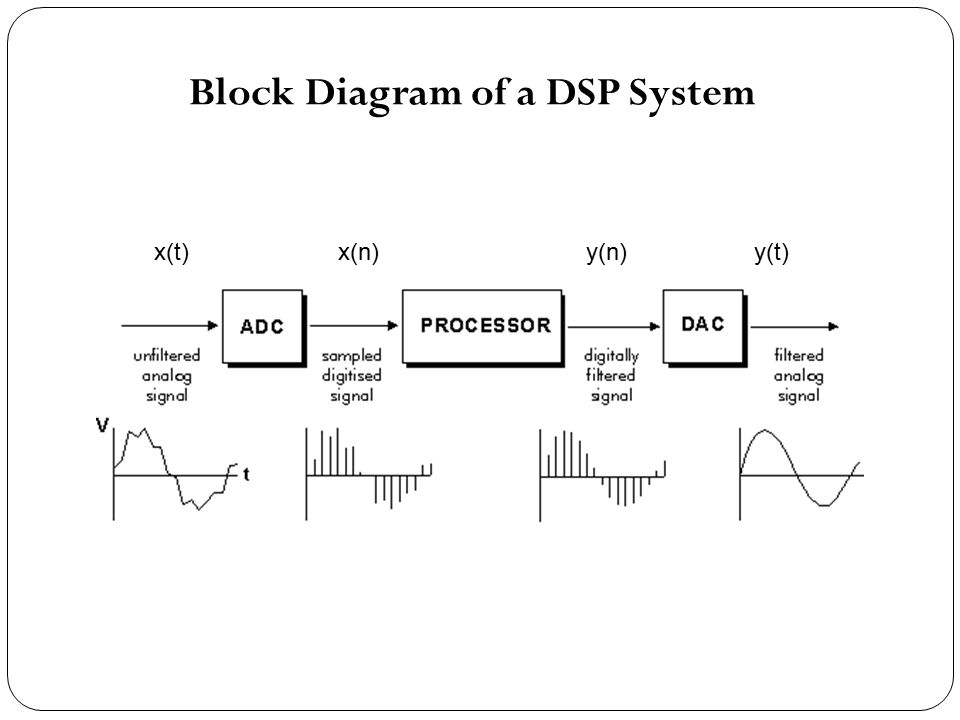 Block Diagram of a DSP System
x(t) x(n) y(n) y(t)
ADC PROCESSOR DAC
unfiltered
analog
signal
sampled
digitised
signal
digitally
filtered
signal
filtered
analog
signal
V
t